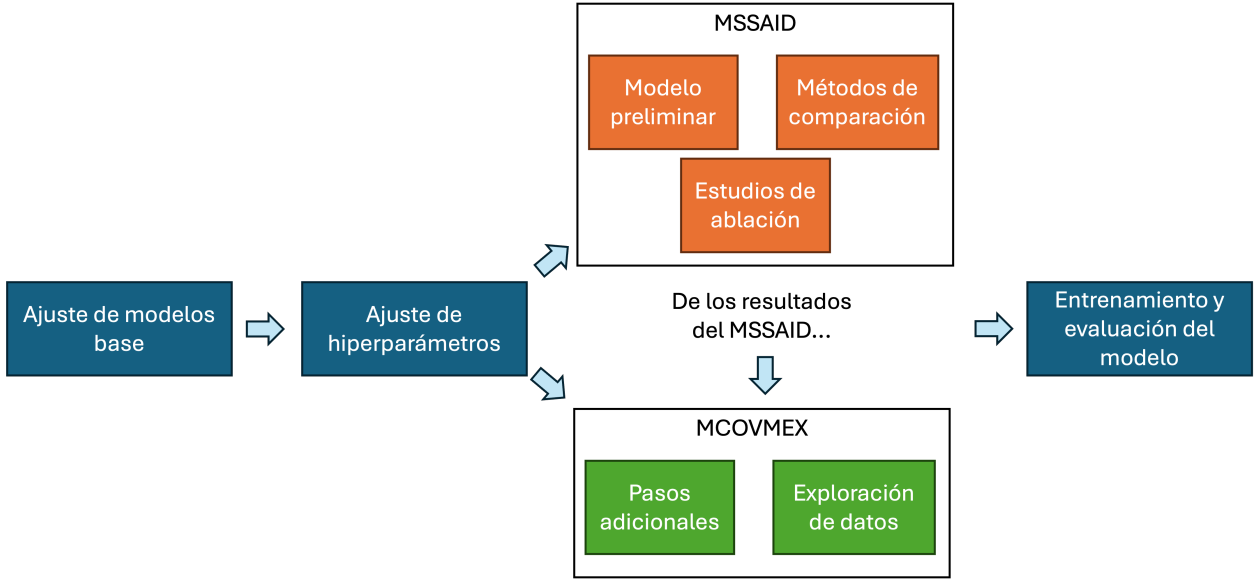 MSSAID
Modelo
preliminar
Métodos de
comparación
Estudios de
ablación
Ajuste de modelos
base
Ajuste de
hiperparámetros
De los resultados
del MSSAID...
Entrenamiento y
evaluación del
modelo
MCOVMEX
Pasos
adicionales
Exploración
de datos